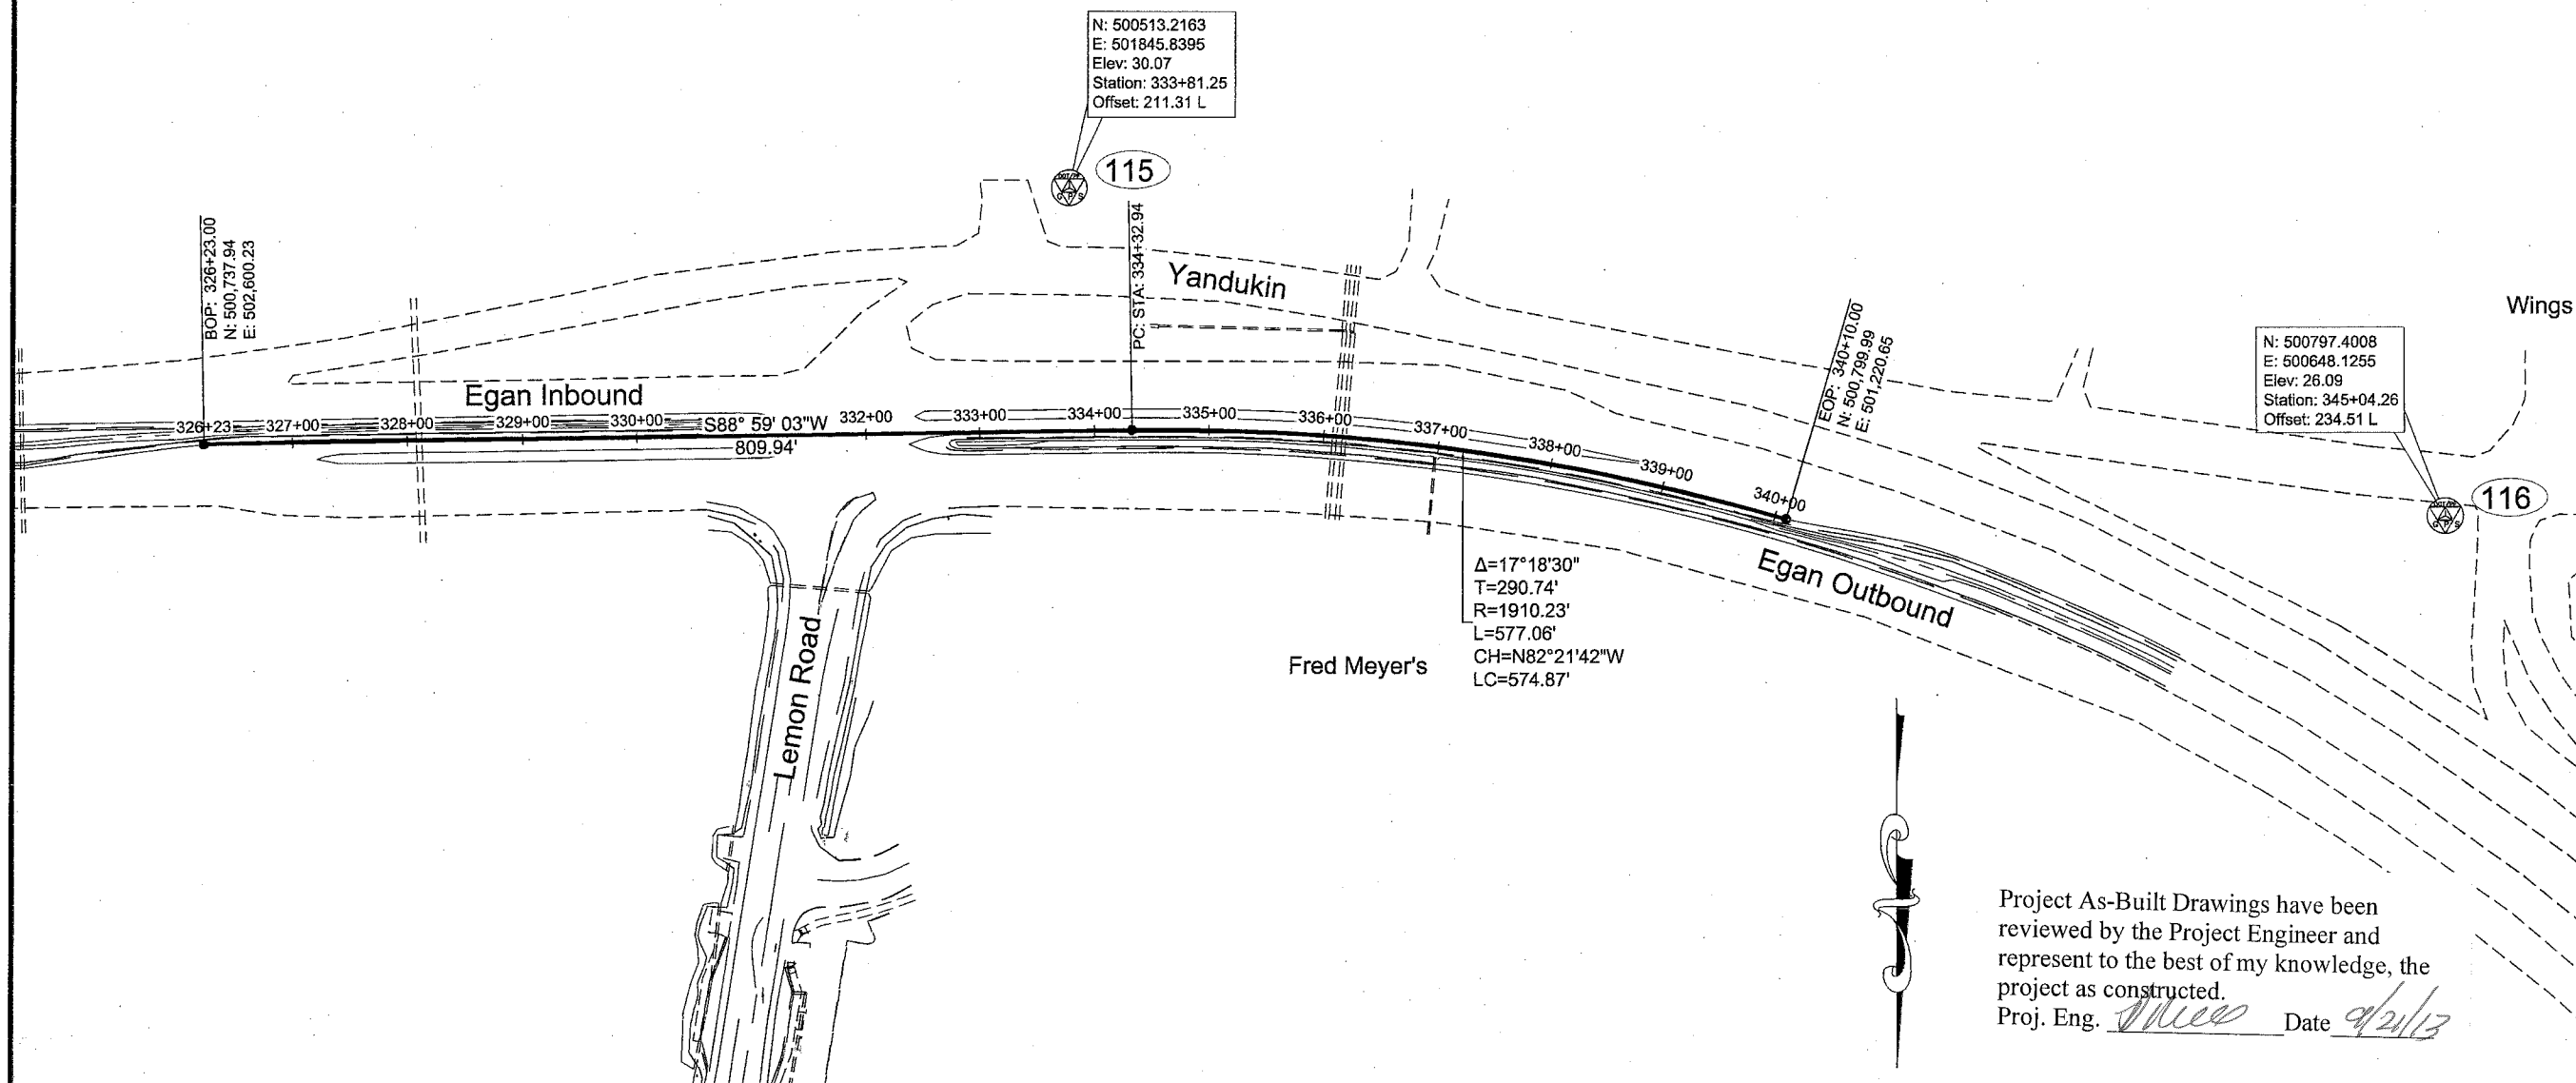 N: 500513.2163
E: 501845.8395
Elev: 30.07
Station: 333+81.25
Offset: 211.31 L
115
BOP: 326+23.00
N: 500,737.94
E: 502,600.23
PC: STA: 334+32.94
Yandukin
EOP: 340+10.00
N: 500,799.99
E: 501,220.65
Wings
N: 500797.4008
E: 500648.1255
Elev: 26.09
Station: 345+04.26
Offset: 234.51 L
116
Egan Inbound
326+23 327+00 328+00 329+00 330+00 S88° 59' 03"W 332+00 333+00 334+00 335+00 336+00 337+00 338+00 339+00 340+00
809.94'
Egan Outbound
Δ=17°18'30"
T=290.74'
R=1910.23'
L=577.06'
CH=N82°21'42"W
LC=574.87'
Fred Meyer's
Lemon Road
Project As-Built Drawings have been
reviewed by the Project Engineer and
represent to the best of my knowledge, the
project as constructed.
Proj. Eng. Date 9/21/13